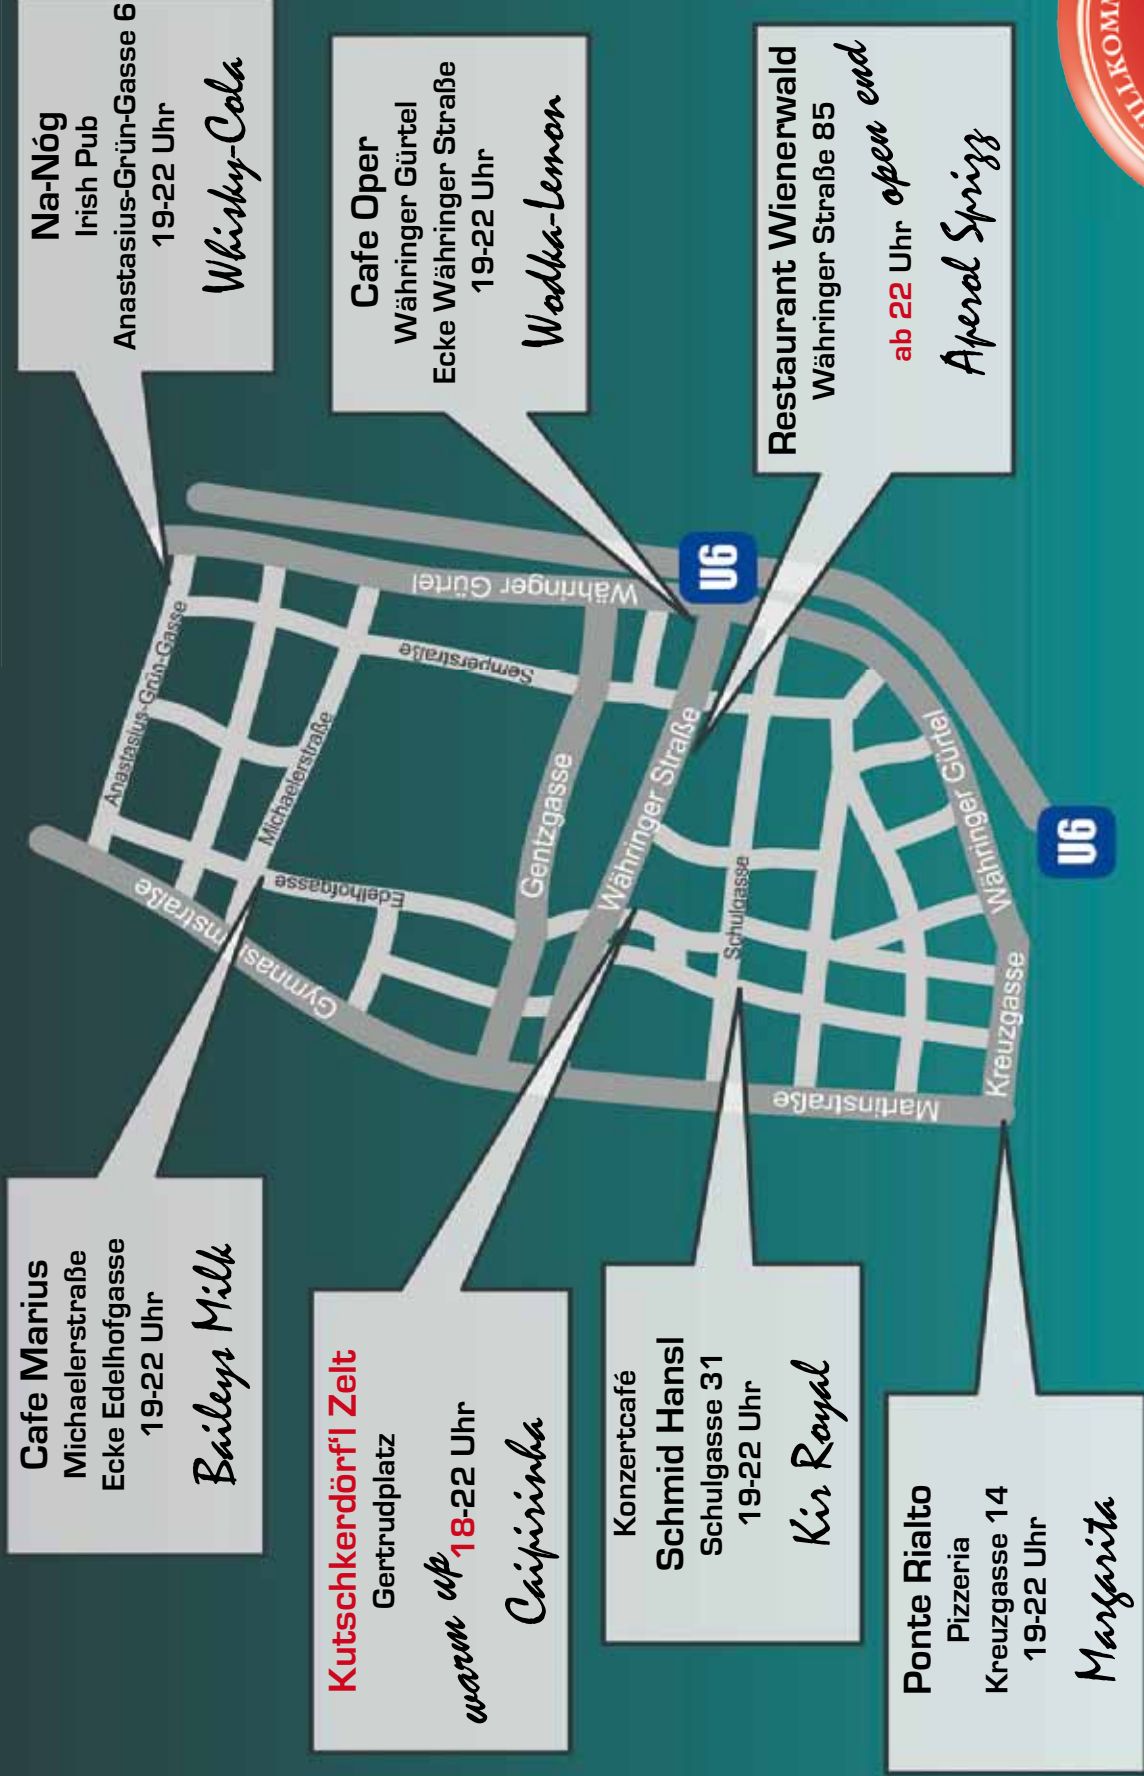 Cafe Marius
Michaelerstraße
Ecke Edelhofgasse
19-22 Uhr
Baileys Milk
Kutschkerdörf'l Zelt
Gertrudplatz
warm up 18-22 Uhr
Caipirinha
Konzertcafé
Schmid Hansl
Schulgasse 31
19-22 Uhr
Kir Royal
Ponte Rialto
Pizzeria
Kreuzgasse 14
19-22 Uhr
Margarita
Na-Nóg
Irish Pub
Anastasius-Grün-Gasse 6
19-22 Uhr
Whisky-Cola
Cafe Oper
Währinger Gürtel
Ecke Währinger Straße
19-22 Uhr
Wodka-Lemon
Restaurant Wienerwald
Währinger Straße 85
ab 22 Uhr open end
Aperol Sprizz
Anastasius-Grün-Gasse
Michaelerstraße
Edelhofgasse
Semperstraße
Währinger Gürtel
Gentzgasse
Währinger Straße
Schulgasse
Martinstraße
Währinger Gürtel
Kreuzgasse
U6
U6